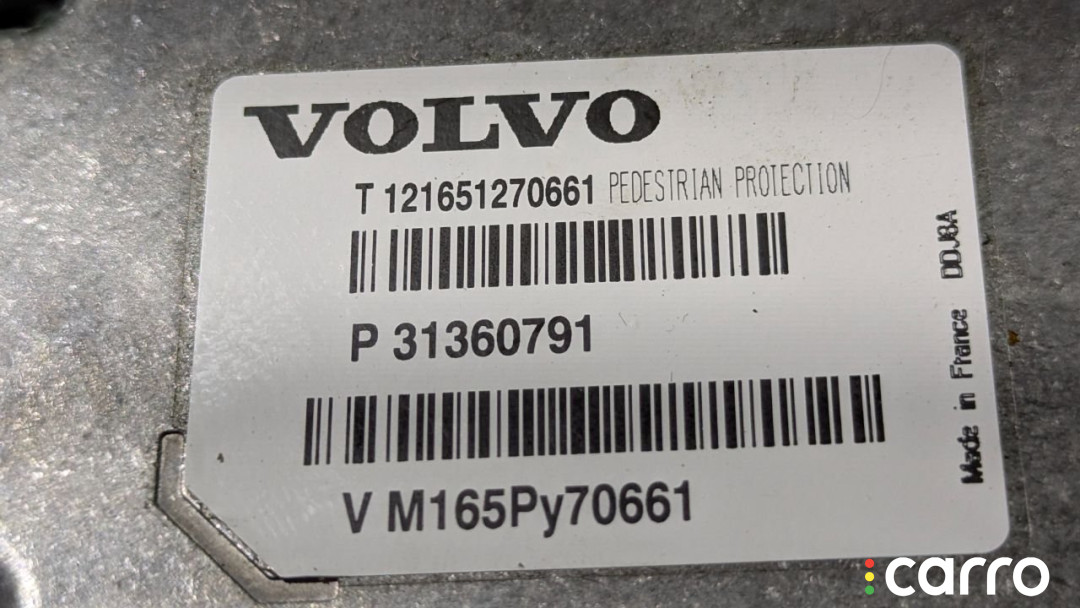 VOLVO
T 121651270661 PEDESTRIAN PROTECTION
P 31360791
V M165Py70661
Made in France DDJ8A
carro